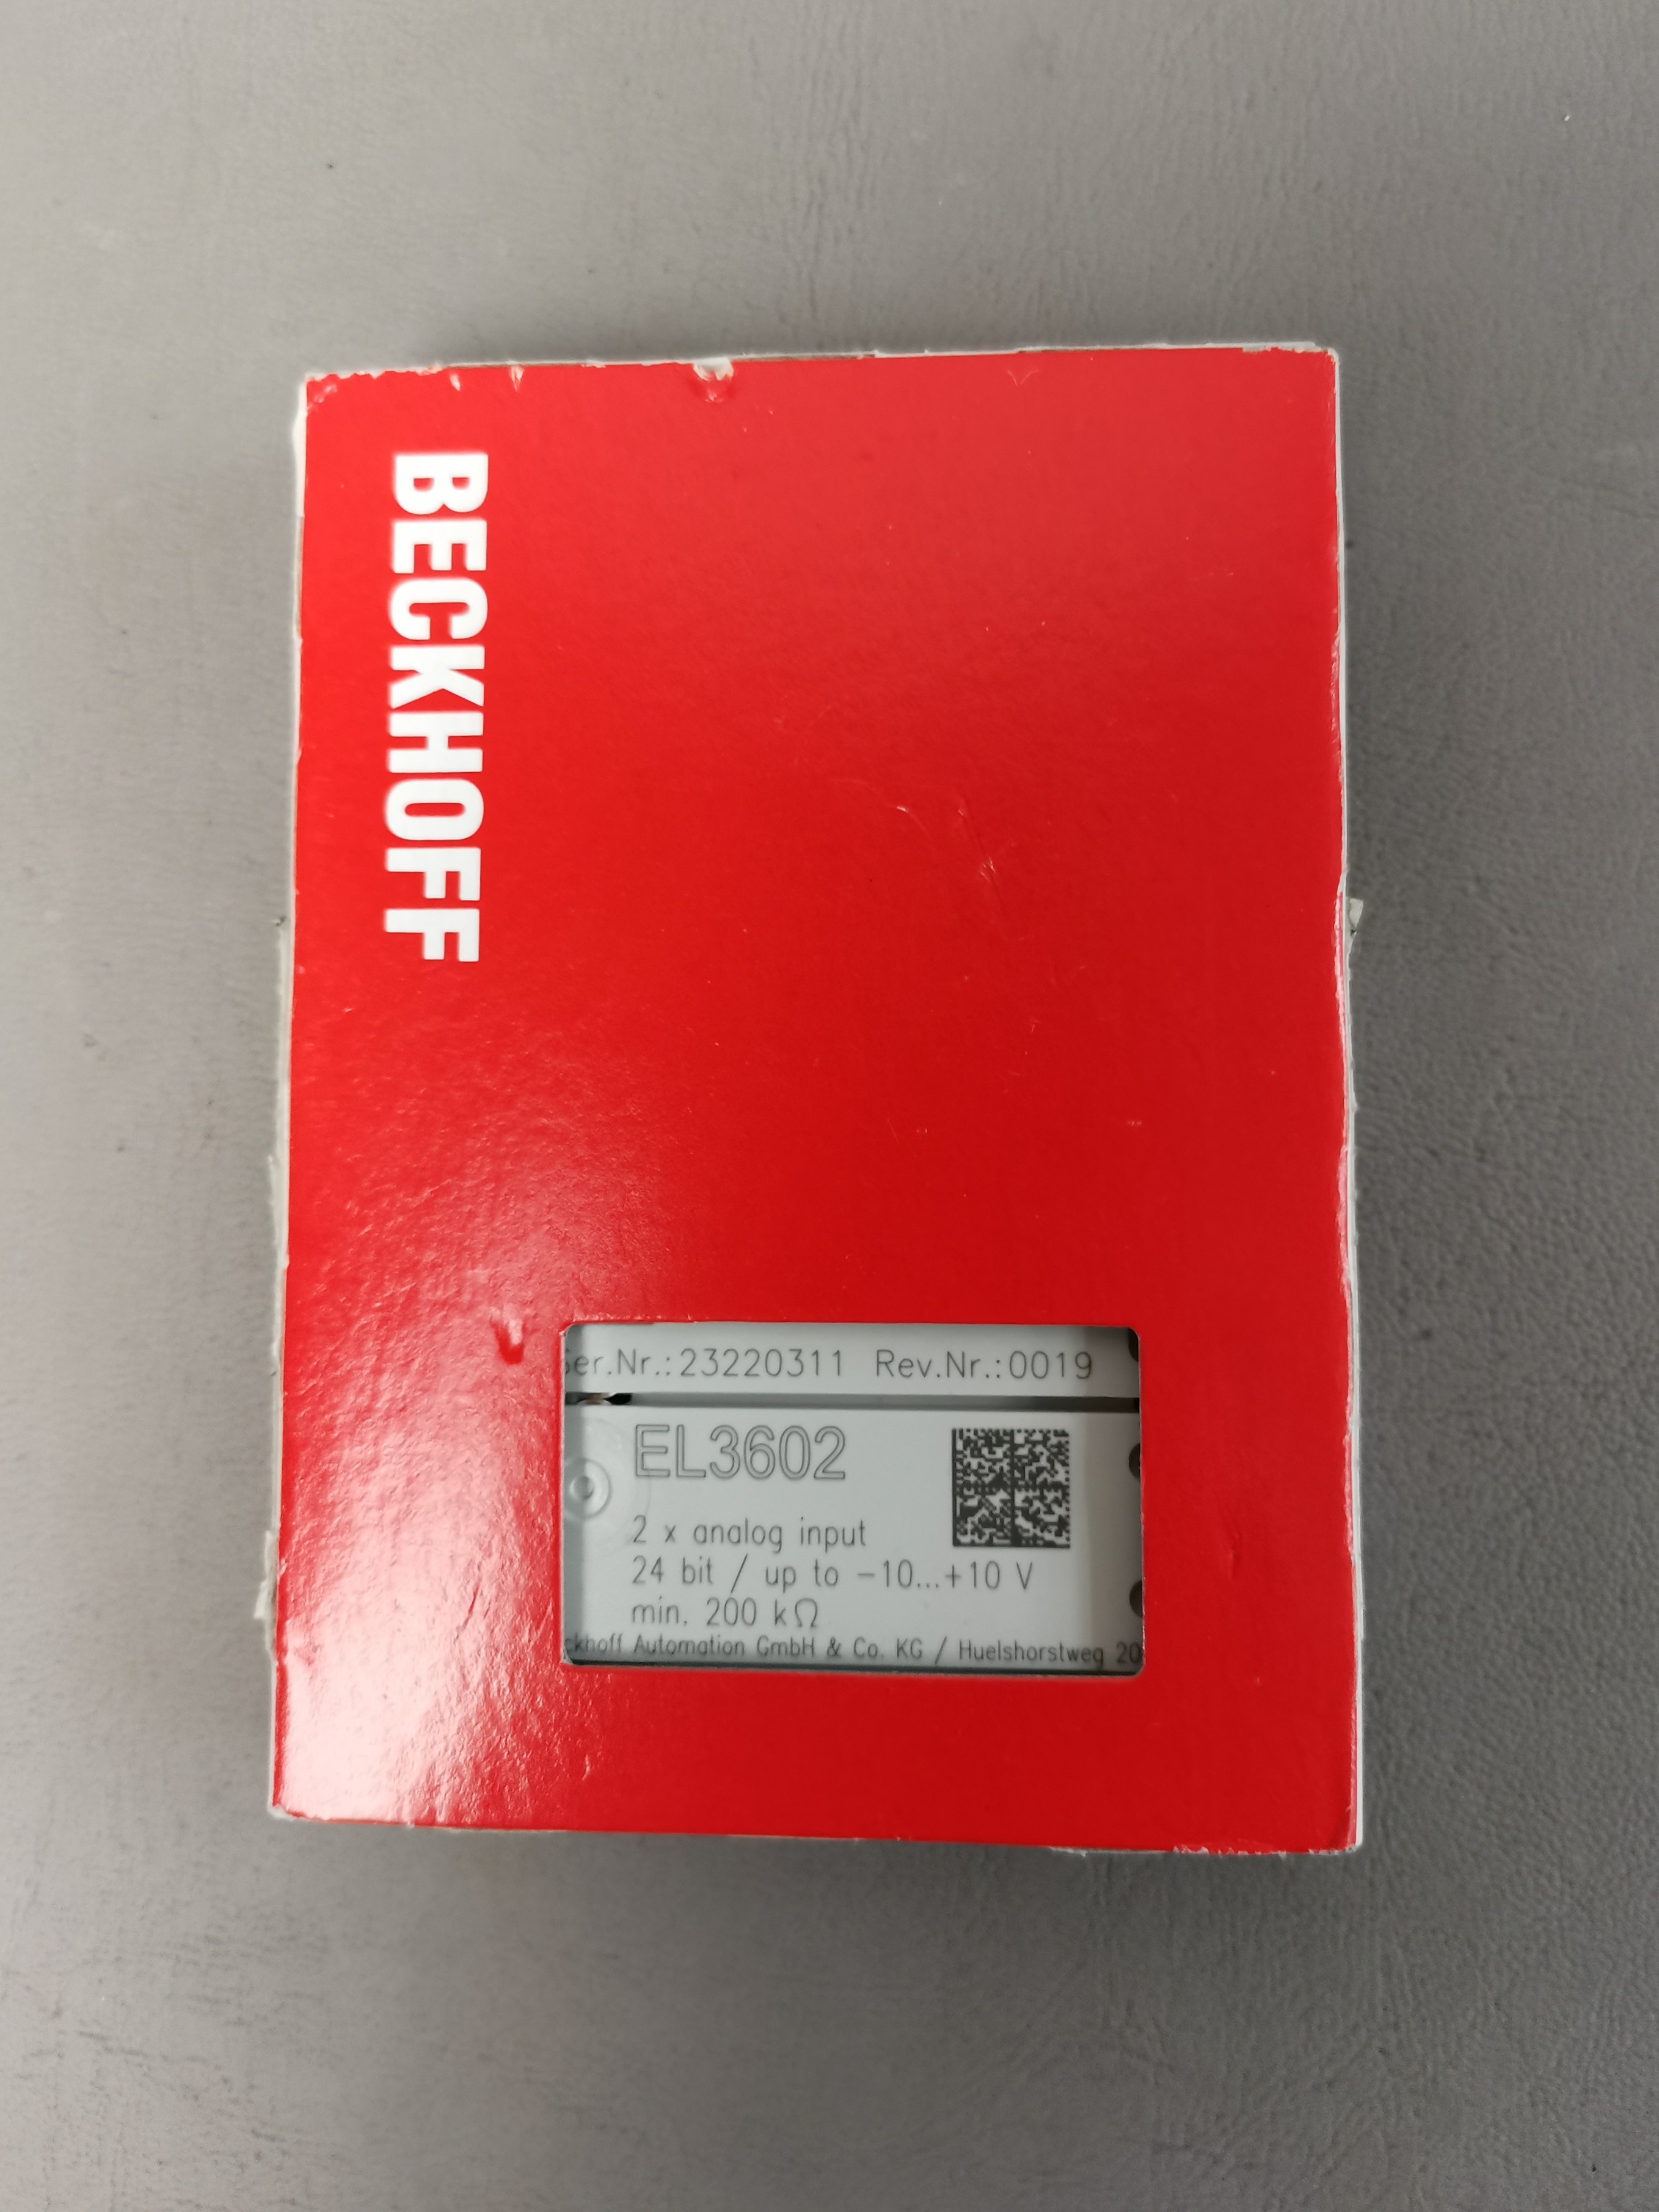 BECKHOFF
Ser.Nr.: 23220311 Rev.Nr.: 0019
EL3602
2 x analog input
24 bit / up to −10...+10 V
min. 200 kΩ
ckhoff Automation GmbH & Co. KG / Huelshorstweg 20